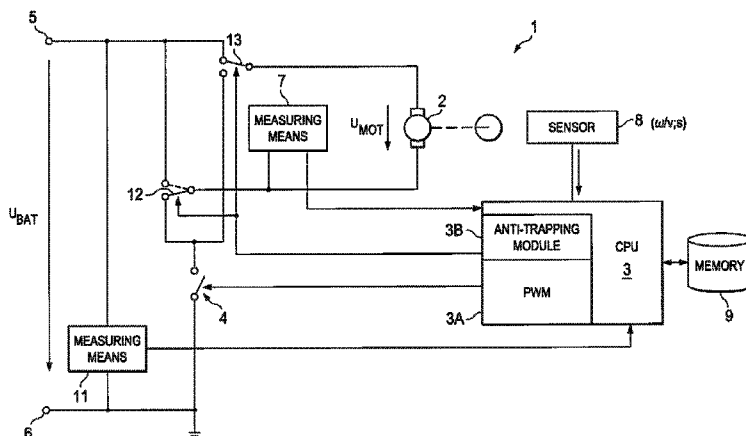 5
13
1
7
MEASURING
MEANS
2
U MOT
SENSOR
8 (ω/v;s)
12
U BAT
3B
ANTI-TRAPPING
MODULE
CPU
3
MEMORY
9
PWM
3A
4
MEASURING
MEANS
11
6